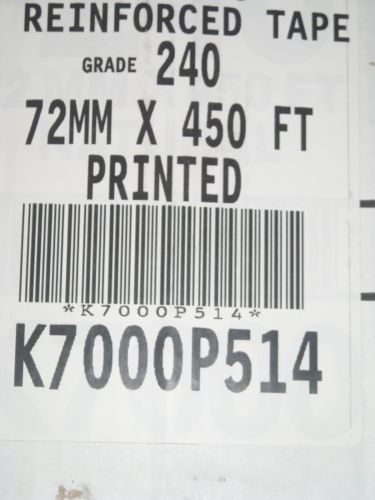 REINFORCED TAPE
GRADE 240
72MM X 450 FT
PRINTED
*K7000P514*
K7000P514